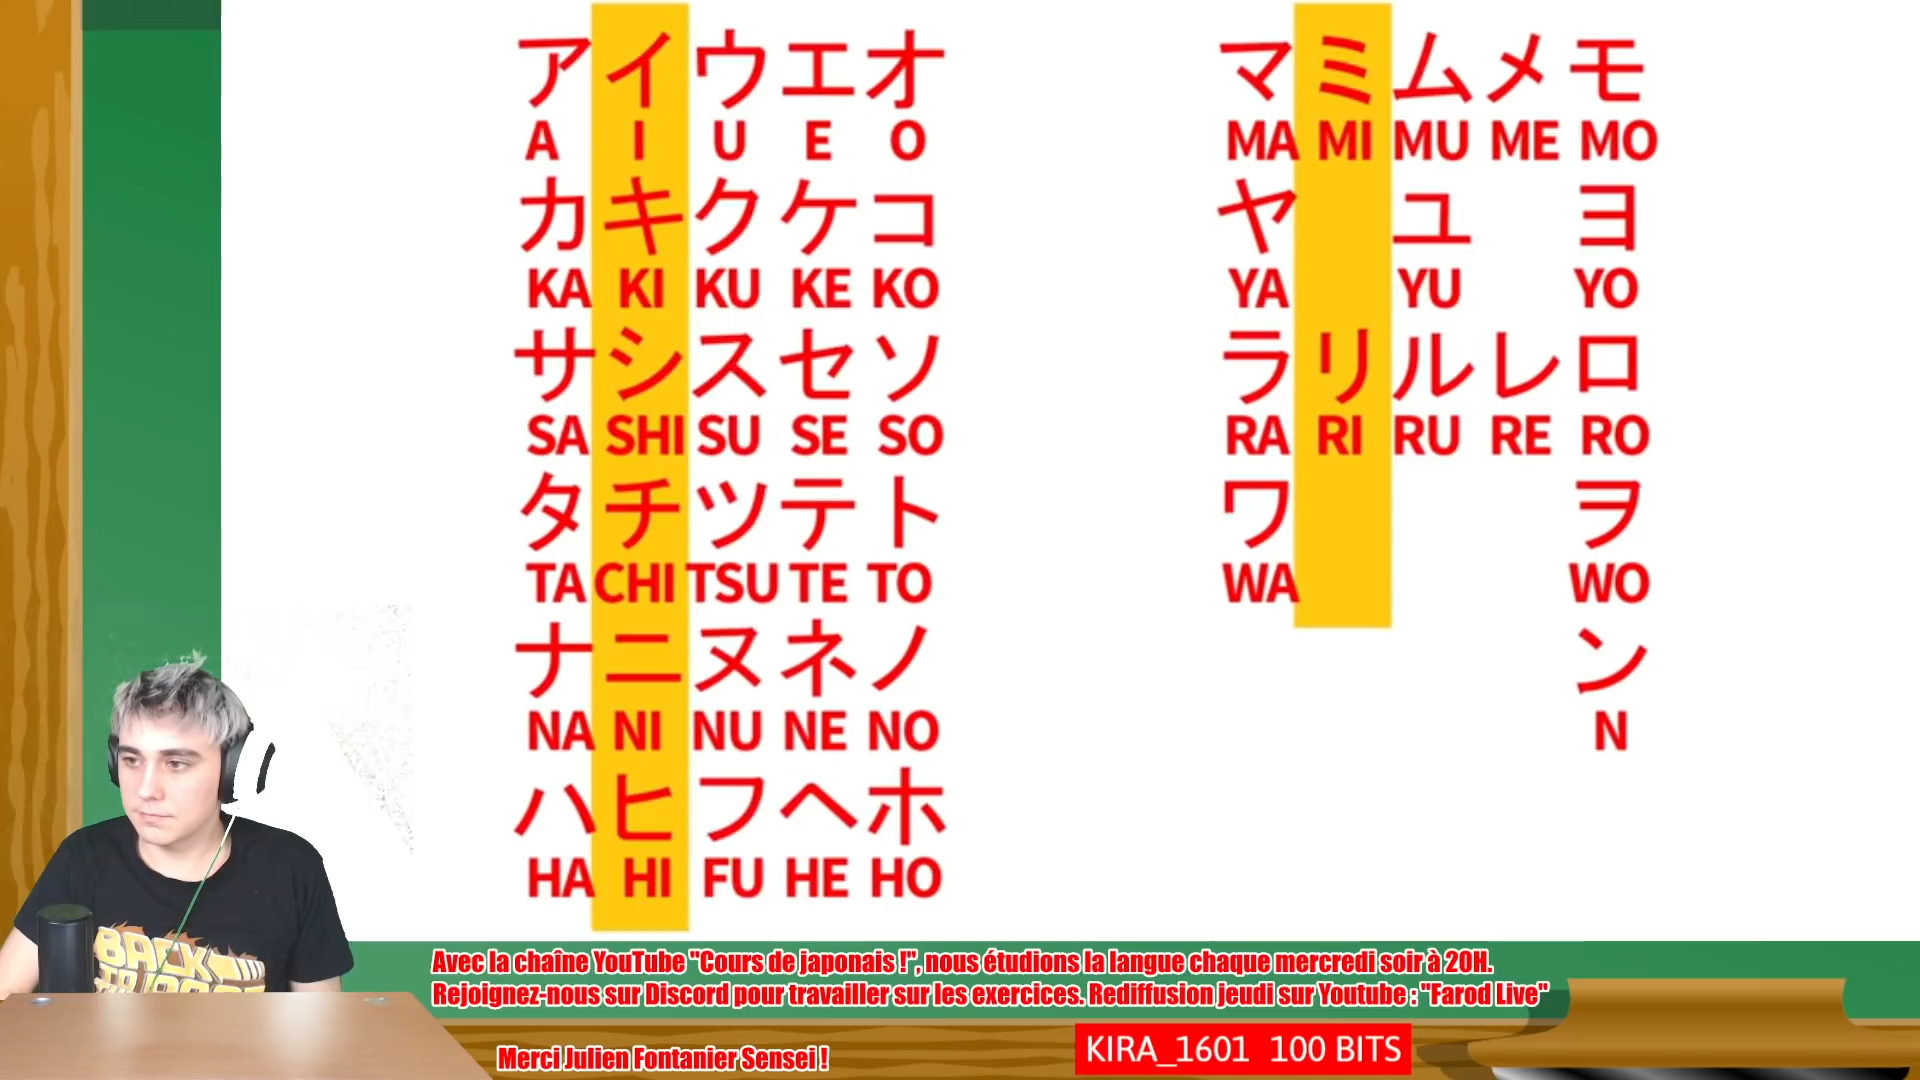 アイウエオ
A I U E O
カキクケコ
KA KI KU KE KO
サシスセソ
SA SHI SU SE SO
タチツテト
TA CHI TSU TE TO
ナニヌネノ
NA NI NU NE NO
ハヒフヘホ
HA HI FU HE HO
マミムメモ
MA MI MU ME MO
ヤ ユ ヨ
YA YU YO
ラリルレロ
RA RI RU RE RO
ワ ヲ
WA WO
ン
N
BACK
Avec la chaîne YouTube "Cours de japonais !", nous étudions la langue chaque mercredi soir à 20H.
Rejoignez-nous sur Discord pour travailler sur les exercices. Rediffusion jeudi sur Youtube : "Farod Live"
Merci Julien Fontanier Sensei !
KIRA_1601 100 BITS